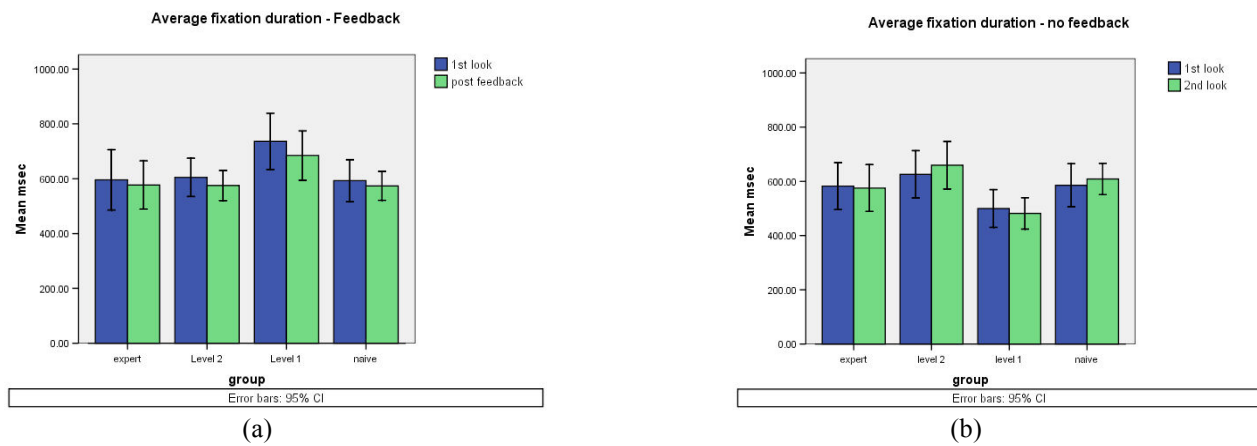 Average fixation duration - Feedback
1st look
post feedback
1000.00
800.00
600.00
400.00
200.00
0.00
Mean msec
expert Level 2 Level 1 naive
group
Error bars: 95% CI
(a)
Average fixation duration - no feedback
1st look
2nd look
1000.00
800.00
600.00
400.00
200.00
0.00
Mean msec
expert level 2 level 1 naive
group
Error bars: 95% CI
(b)